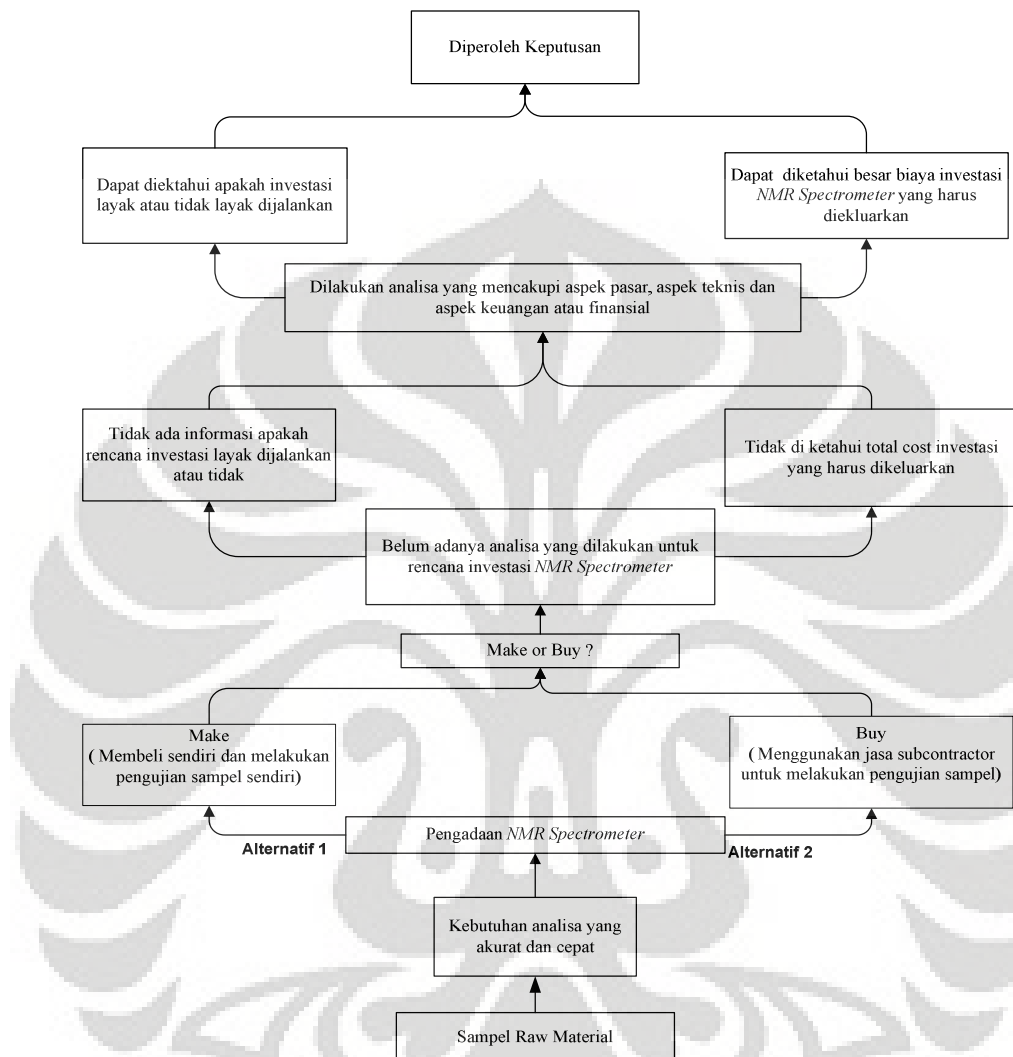 Diperoleh Keputusan
Dapat diektahui apakah investasi
layak atau tidak layak dijalankan
Dapat diketahui besar biaya investasi
NMR Spectrometer yang harus
diekluarkan
Dilakukan analisa yang mencakupi aspek pasar, aspek teknis dan
aspek keuangan atau finansial
Tidak ada informasi apakah
rencana investasi layak dijalankan
atau tidak
Tidak di ketahui total cost investasi
yang harus dikeluarkan
Belum adanya analisa yang dilakukan untuk
rencana investasi NMR Spectrometer
Make or Buy ?
Make
( Membeli sendiri dan melakukan
pengujian sampel sendiri)
Buy
( Menggunakan jasa subcontractor
untuk melakukan pengujian sampel)
Pengadaan NMR Spectrometer
Alternatif 1
Alternatif 2
Kebutuhan analisa yang
akurat dan cepat
Sampel Raw Material